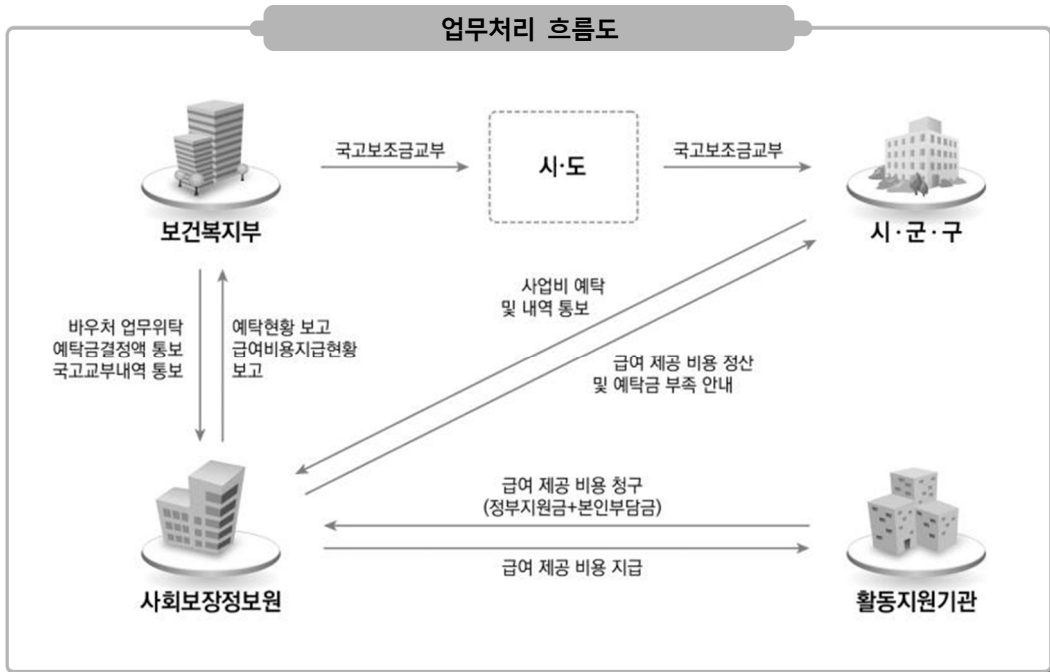 업무처리 흐름도
국고보조금교부
시·도
국고보조금교부
보건복지부
시·군·구
사업비 예탁
및 내역 통보
바우처 업무위탁
예탁금결정액 통보
국고교부내역 통보
예탁현황 보고
급여비용지급현황
보고
급여 제공 비용 정산
및 예탁금 부족 안내
급여 제공 비용 청구
(정부지원금+본인부담금)
급여 제공 비용 지급
사회보장정보원
활동지원기관